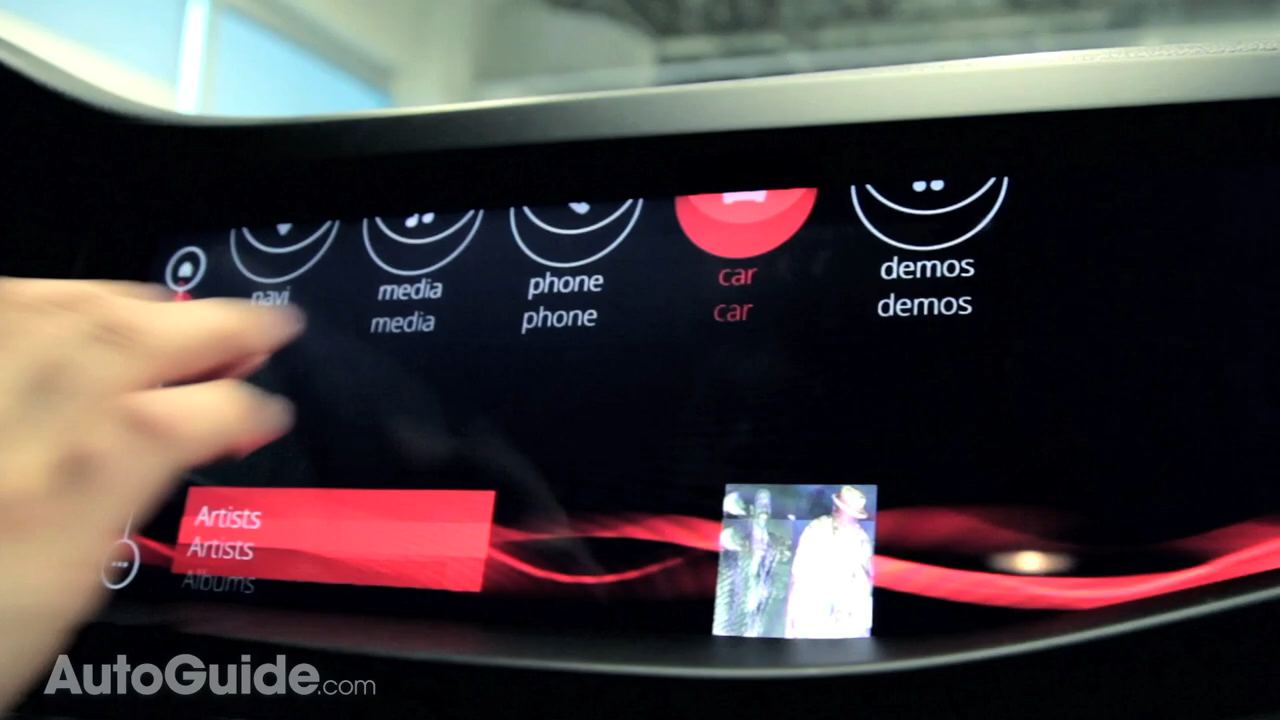 navi media phone car demos
media phone car demos
Artists
Artists
Albums
AutoGuide.com